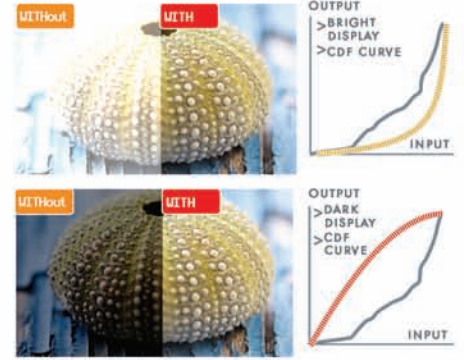 WITHout
WITH
OUTPUT
>BRIGHT
DISPLAY
>CDF CURVE
INPUT
WITHout
WITH
OUTPUT
>DARK
DISPLAY
>CDF
CURVE
INPUT